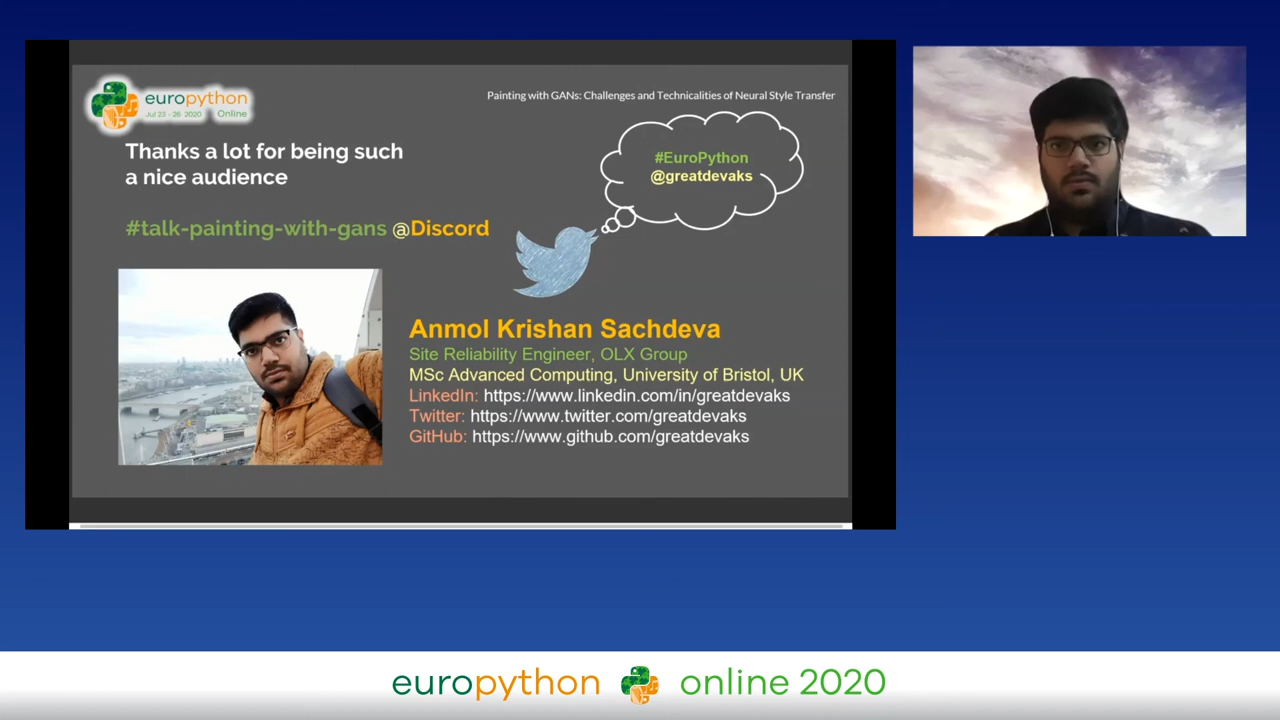 europython
Jul 23 - 26 2020 Online
Painting with GANs: Challenges and Technicalities of Neural Style Transfer
Thanks a lot for being such
a nice audience
#EuroPython
@greatdevaks
#talk-painting-with-gans @Discord
Anmol Krishan Sachdeva
Site Reliability Engineer, OLX Group
MSc Advanced Computing, University of Bristol, UK
LinkedIn: https://www.linkedin.com/in/greatdevaks
Twitter: https://www.twitter.com/greatdevaks
GitHub: https://www.github.com/greatdevaks
europython online 2020